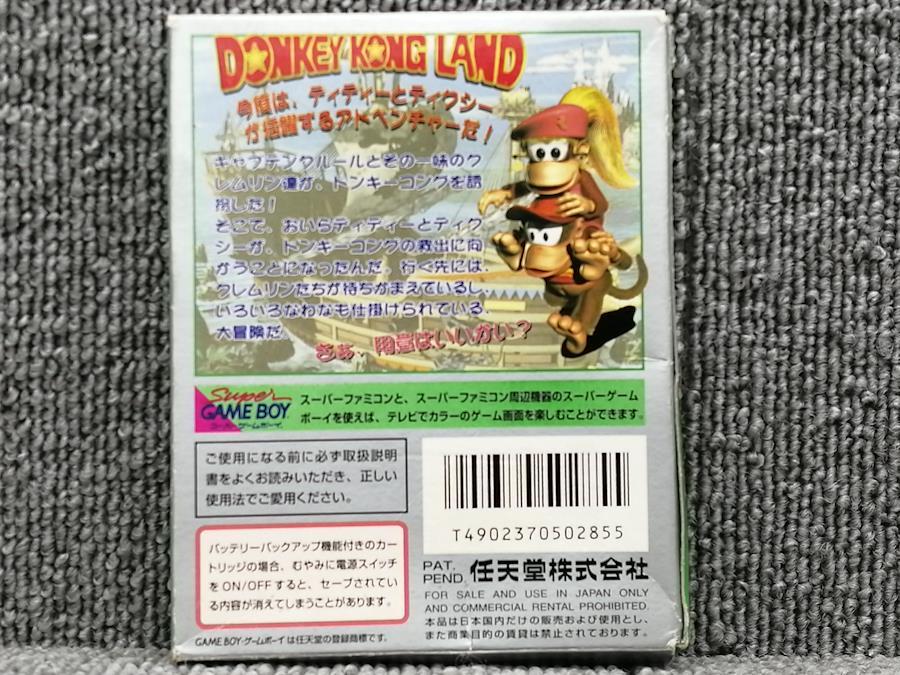 DONKEY KONG LAND
今度は、ディディーとディクシー
が活躍するアドベンチャーだ！
キャプテンクルールとその一味のク
レムリン達が、ドンキーコングを誘
拐した！
そこで、おいらディディーとディク
シーが、ドンキーコングの救出に向
かうことになったんだ。行く先には、
クレムリンたちが待ちかまえているし、
いろいろなわなも仕掛けられている。
大冒険だ。
さぁ、用意はいいかい？
Super
GAME BOY
スーパーゲームボーイ
スーパーファミコンと、スーパーファミコン周辺機器のスーパーゲーム
ボーイを使えば、テレビでカラーのゲーム画面を楽しむことができます。
ご使用になる前に必ず取扱説明
書をよくお読みいただき、正しい
使用法でご愛用ください。
バッテリーバックアップ機能付きのカー
トリッジの場合、むやみに電源スイッチ
を ON/OFF すると、セーブされてい
る内容が消えてしまうことがあります。
GAME BOY・ゲームボーイ は任天堂の登録商標です。
T4902370502855
PAT.
PEND. 任天堂株式会社
FOR SALE AND USE IN JAPAN ONLY
AND COMMERCIAL RENTAL PROHIBITED.
本品は日本国内だけの販売および使用とし、
また商業目的の賃貸は禁止されております。